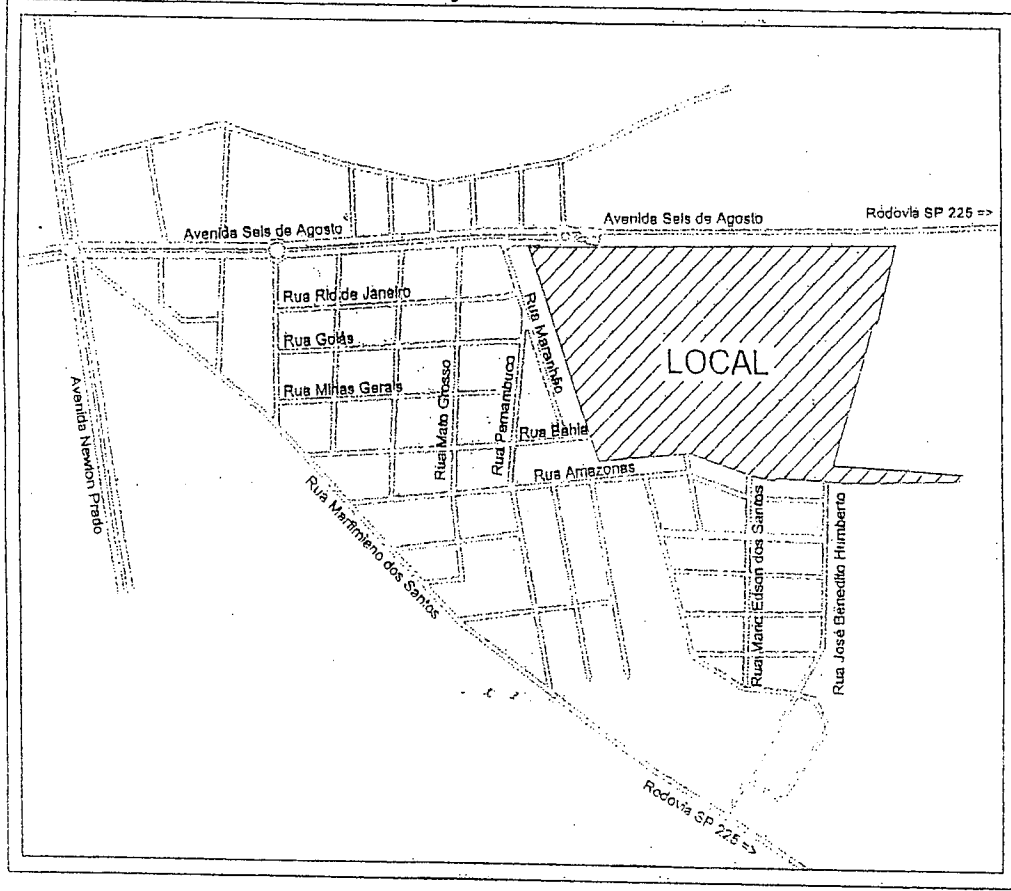 Avenida Seis de Agosto
Rodovia SP 225 =>
Avenida Seis de Agosto
Rua Rio de Janeiro
Rua Goiás
Rua Minas Gerais
Rua Mato Grosso
Rua Pernambuco
Rua Maranhão
LOCAL
Rua Bahia
Rua Amazonas
Avenida Newton Prado
Rua Marfimieno dos Santos
Rua Mario Edson dos Santos
Rua José Benedito Humberto
Rodovia SP 225 =>